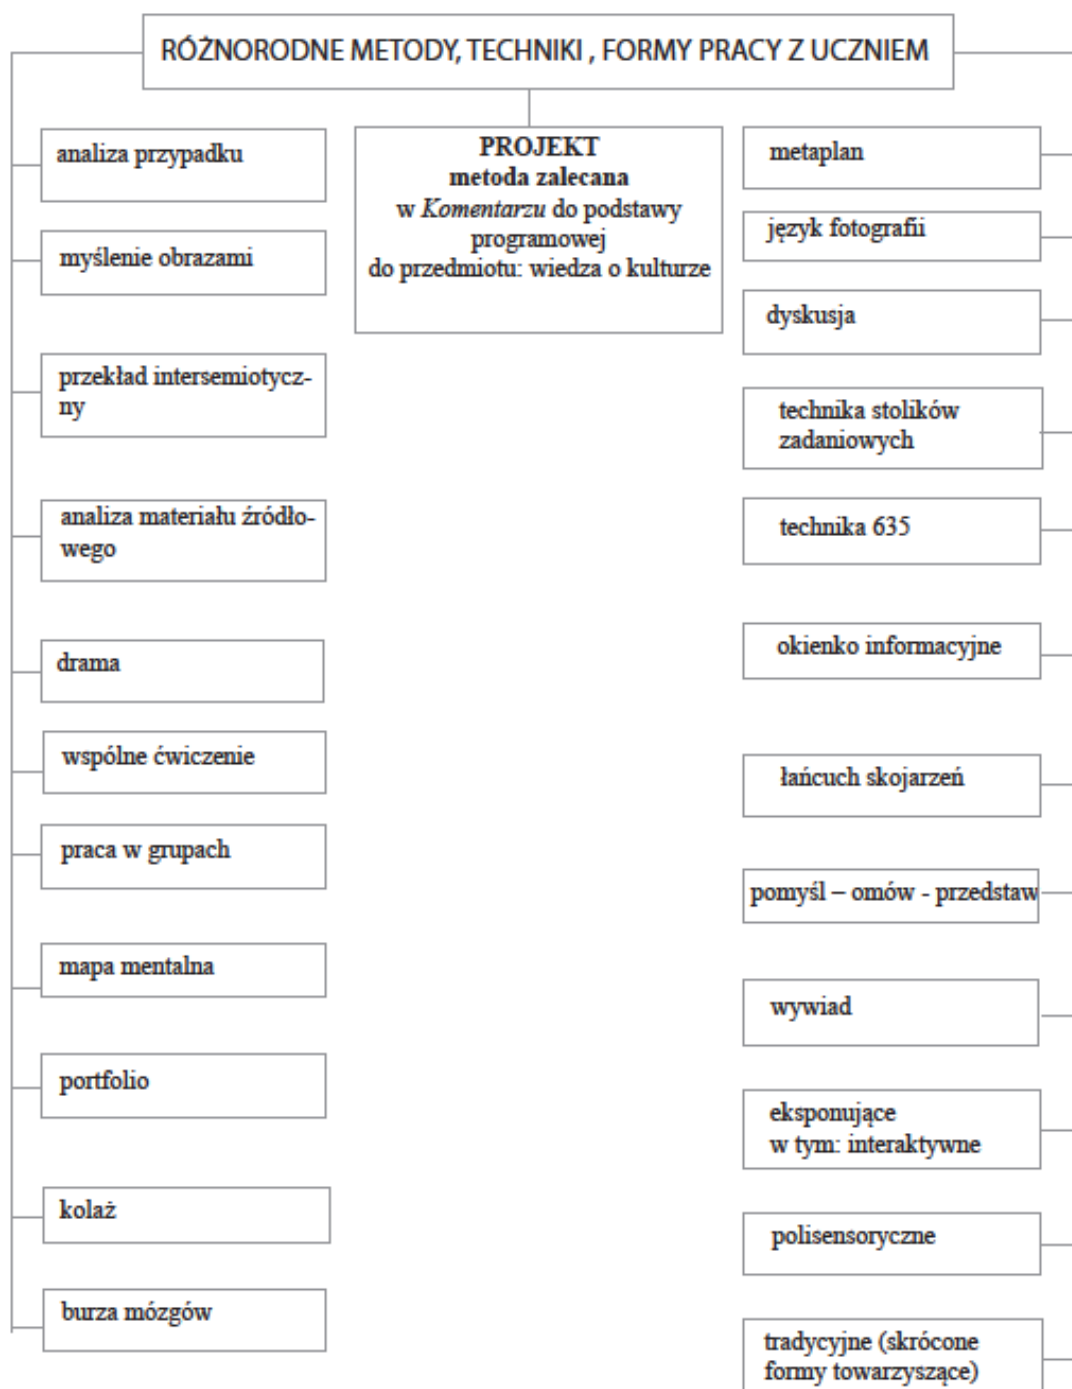 RÓŻNORODNE METODY, TECHNIKI , FORMY PRACY Z UCZNIEM
analiza przypadku
myślenie obrazami
przekład intersemiotycz-
ny
analiza materiału źródło-
wego
drama
wspólne ćwiczenie
praca w grupach
mapa mentalna
portfolio
kolaż
burza mózgów
PROJEKT
metoda zalecana
w Komentarzu do podstawy
programowej
do przedmiotu: wiedza o kulturze
metaplan
język fotografii
dyskusja
technika stolików
zadaniowych
technika 635
okienko informacyjne
łańcuch skojarzeń
pomyśl – omów - przedstaw
wywiad
eksponujące
w tym: interaktywne
polisensoryczne
tradycyjne (skrócone
formy towarzyszące)